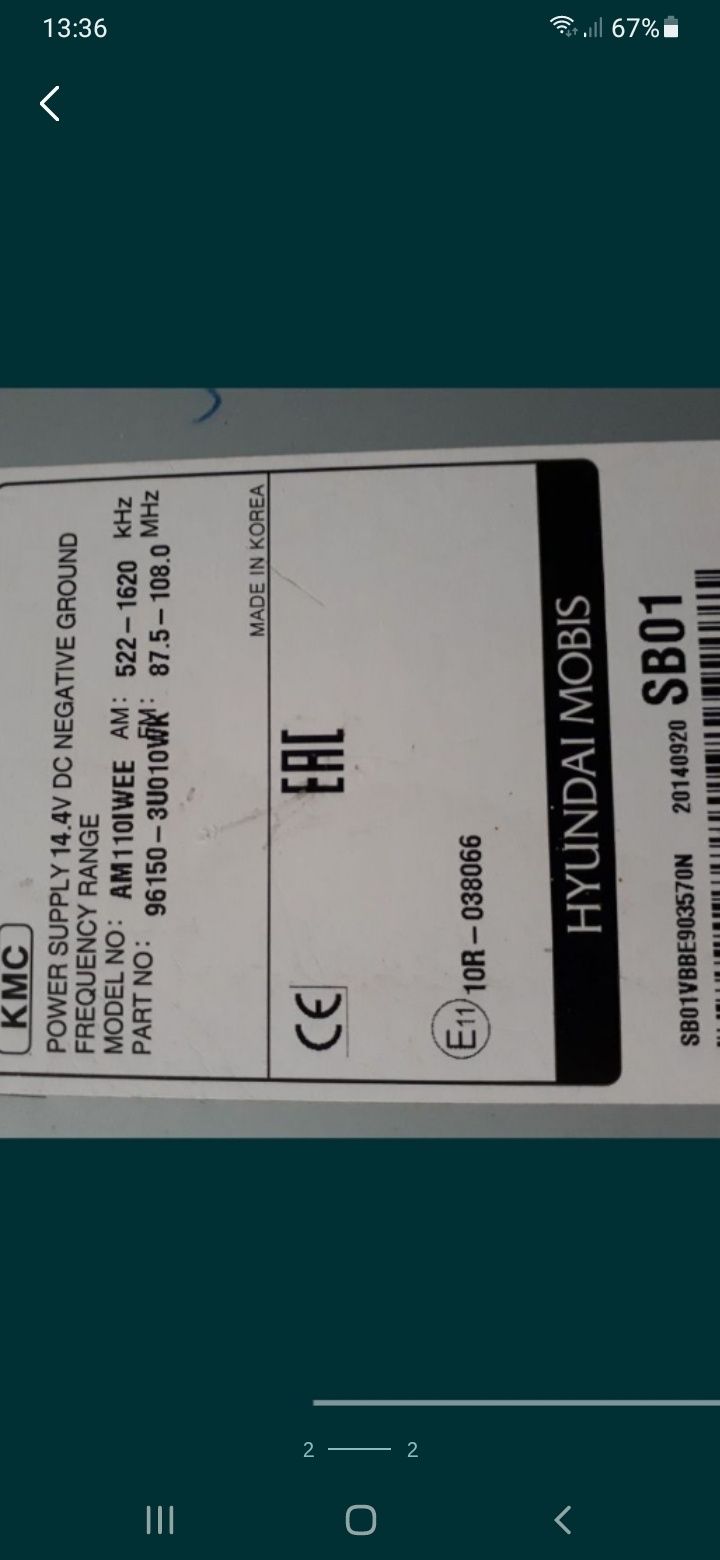 13:36
67%
KMC
POWER SUPPLY 14.4V DC NEGATIVE GROUND
FREQUENCY RANGE
MODEL NO: AM110IWEE AM: 522-1620 kHz
PART NO: 96150-3U010WK FM: 87.5-108.0 MHz
MADE IN KOREA
CE EAC
E11 10R-038066
HYUNDAI MOBIS
SB01VBBE903570N 20140920 SB01
2 2